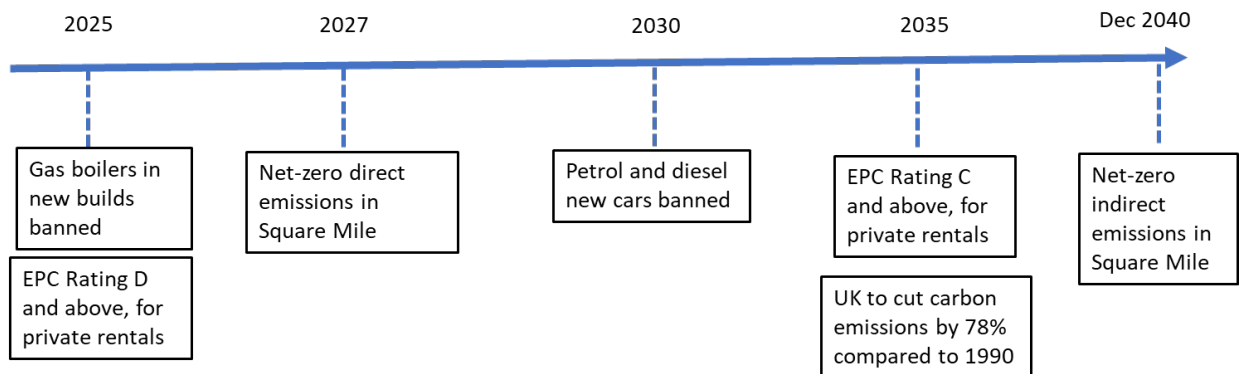 2025
2027
2030
2035
Dec 2040
Gas boilers in
new builds
banned
EPC Rating D
and above, for
private rentals
Net-zero direct
emissions in
Square Mile
Petrol and diesel
new cars banned
EPC Rating C
and above, for
private rentals
UK to cut carbon
emissions by 78%
compared to 1990
Net-zero
indirect
emissions in
Square Mile